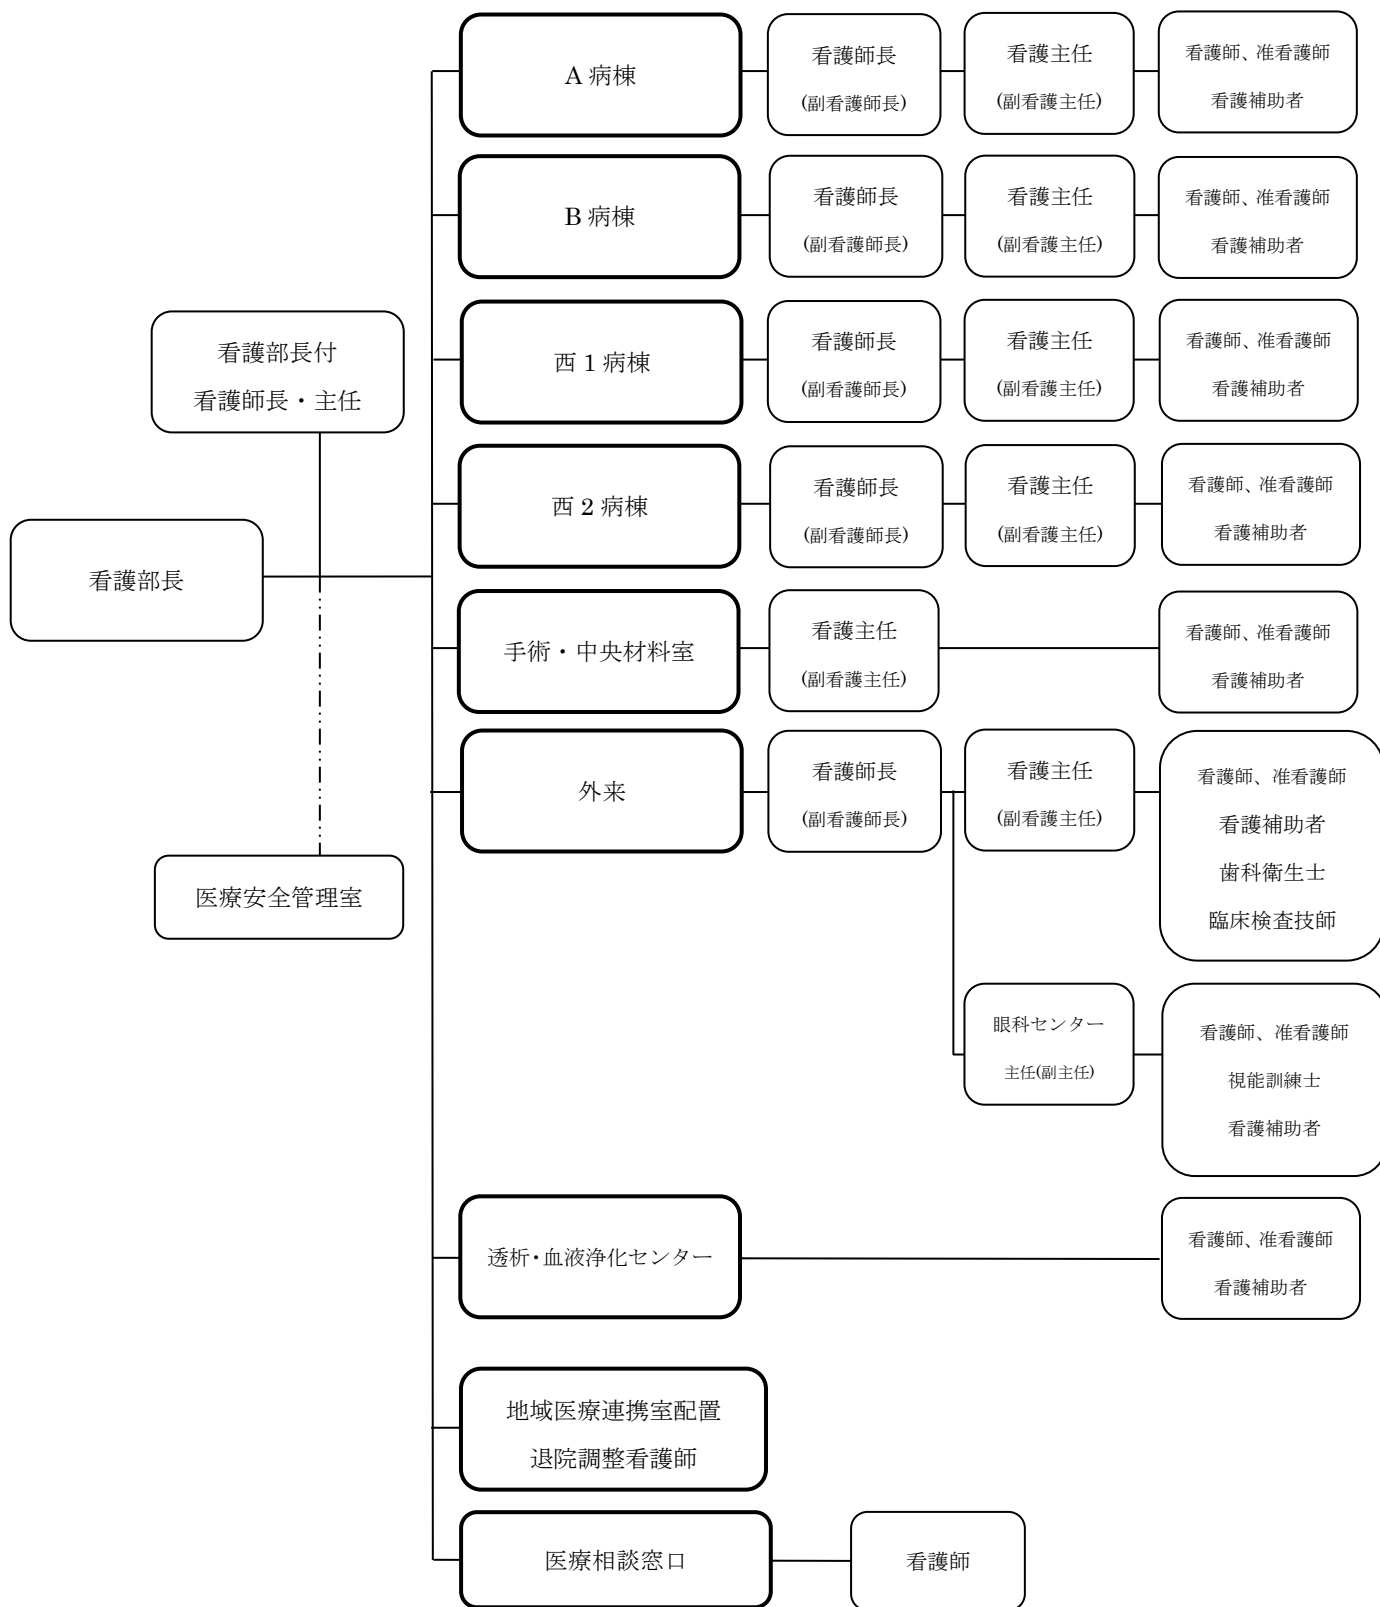 A 病棟
看護師長
(副看護師長)
看護主任
(副看護主任)
看護師、准看護師
看護補助者
B 病棟
看護師長
(副看護師長)
看護主任
(副看護主任)
看護師、准看護師
看護補助者
看護部長付
看護師長・主任
西 1 病棟
看護師長
(副看護師長)
看護主任
(副看護主任)
看護師、准看護師
看護補助者
西 2 病棟
看護師長
(副看護師長)
看護主任
(副看護主任)
看護師、准看護師
看護補助者
看護部長
手術・中央材料室
看護主任
(副看護主任)
看護師、准看護師
看護補助者
外来
看護師長
(副看護師長)
看護主任
(副看護主任)
看護師、准看護師
看護補助者
歯科衛生士
臨床検査技師
医療安全管理室
眼科センター
主任(副主任)
看護師、准看護師
視能訓練士
看護補助者
透析・血液浄化センター
看護師、准看護師
看護補助者
地域医療連携室配置
退院調整看護師
医療相談窓口
看護師